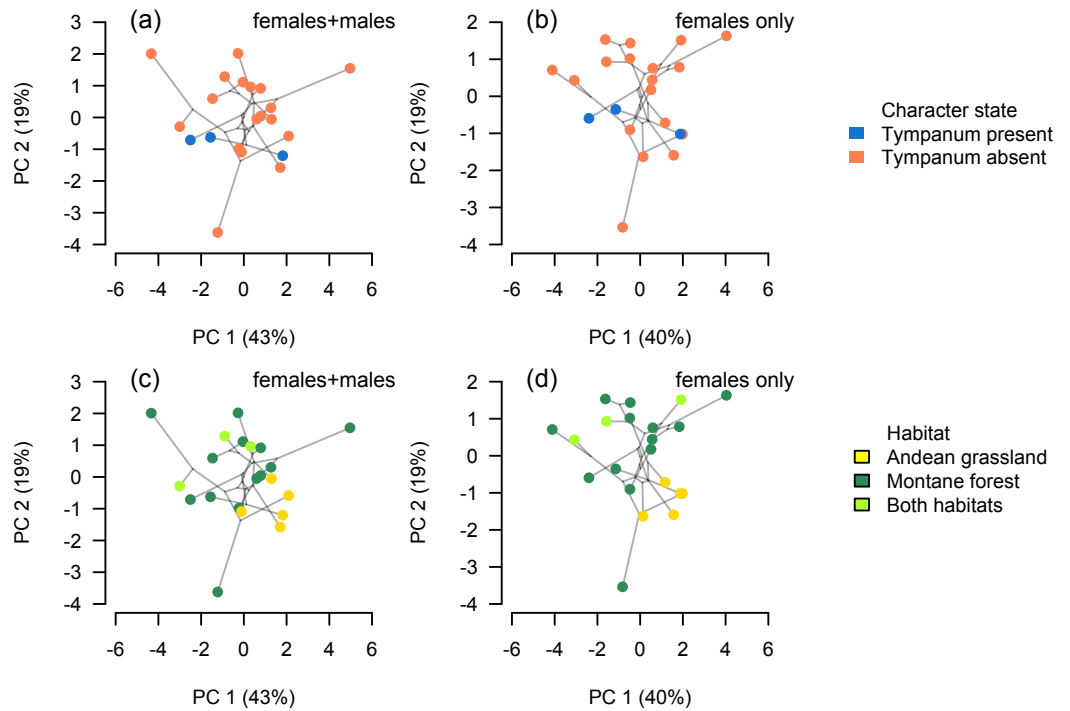 (a) females+males
3
2
1
0
-1
-2
-3
-4
PC 2 (19%)
-6 -4 -2 0 2 4 6
PC 1 (43%)
(b) females only
2
1
0
-1
-2
-3
-4
PC 2 (19%)
-6 -4 -2 0 2 4 6
PC 1 (40%)
Character state
Tympanum present
Tympanum absent
(c) females+males
3
2
1
0
-1
-2
-3
-4
PC 2 (19%)
-6 -4 -2 0 2 4 6
PC 1 (43%)
(d) females only
2
1
0
-1
-2
-3
-4
PC 2 (19%)
-6 -4 -2 0 2 4 6
PC 1 (40%)
Habitat
Andean grassland
Montane forest
Both habitats